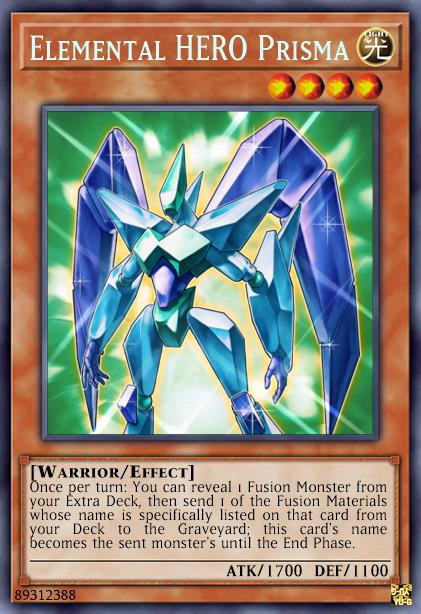 ELEMENTAL HERO PRISMA
LIGHT
光
[WARRIOR/EFFECT]
Once per turn: You can reveal 1 Fusion Monster from
your Extra Deck, then send 1 of the Fusion Materials
whose name is specifically listed on that card from
your Deck to the Graveyard; this card's name
becomes the sent monster's until the End Phase.
ATK/1700 DEF/1100
89312388